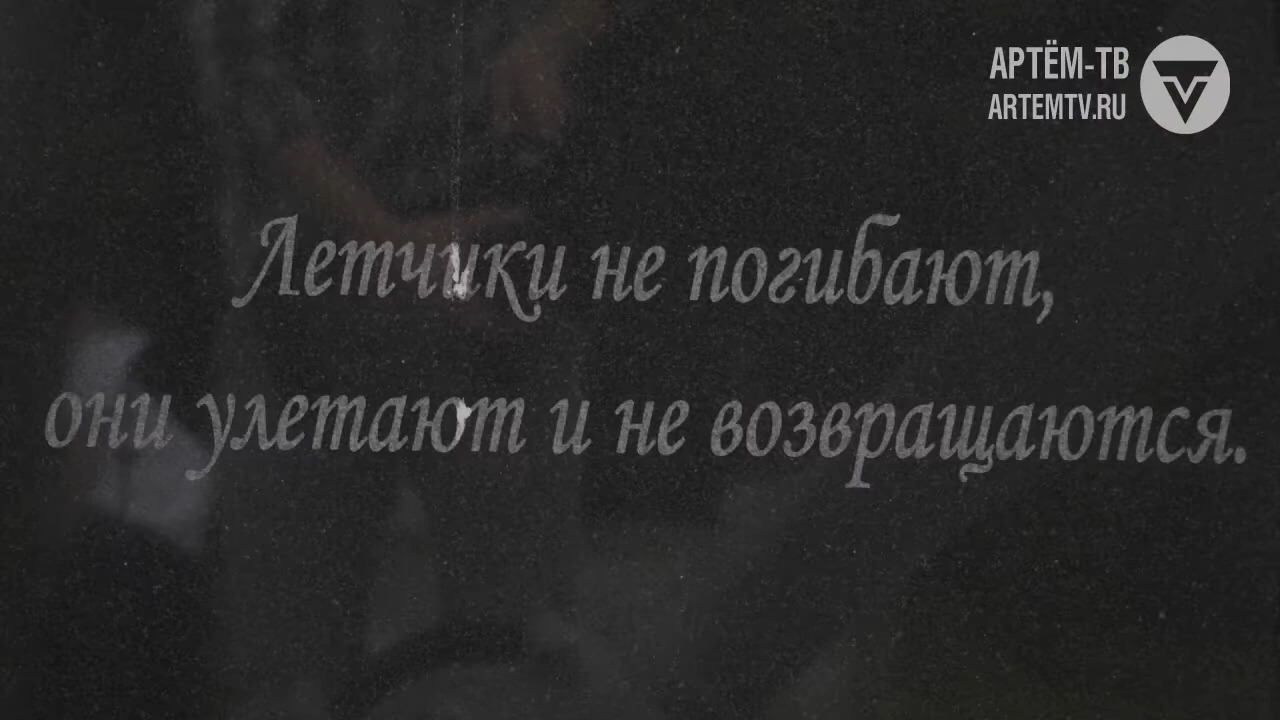 АРТЁМ-ТВ
ARTEMTV.RU
Летчики не погибают,
они улетают и не возвращаются.